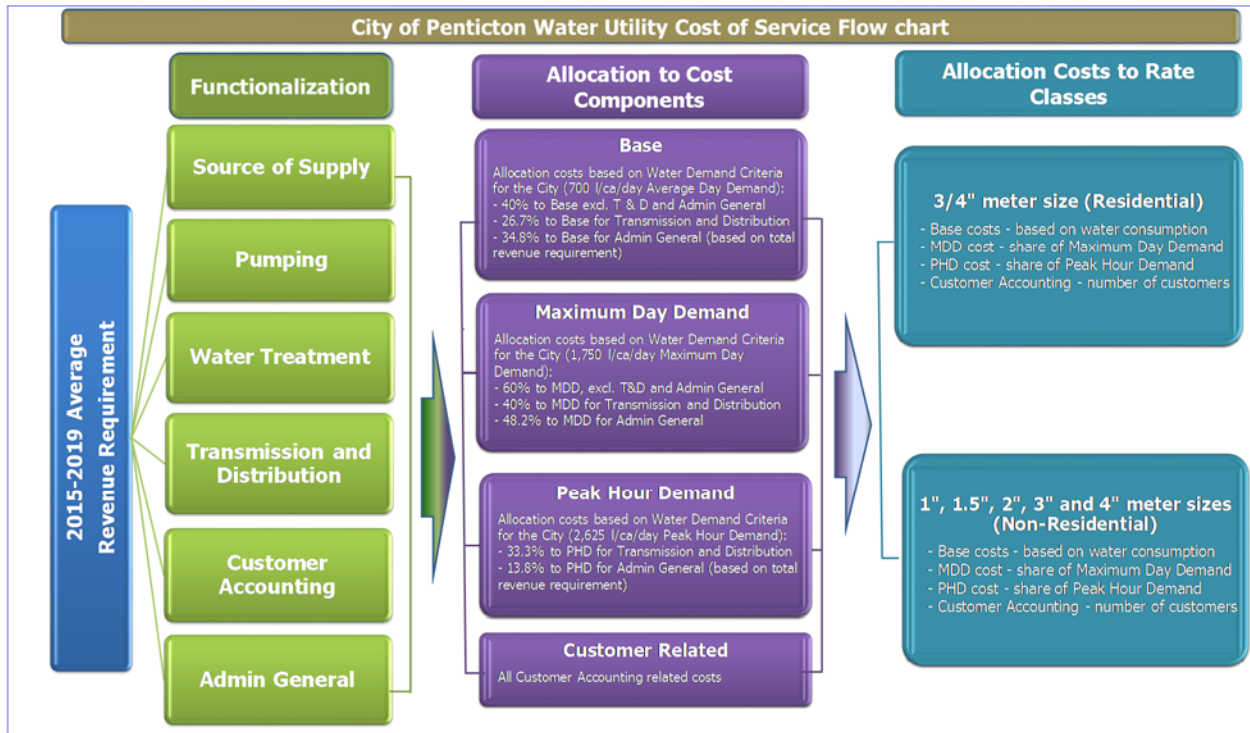 City of Penticton Water Utility Cost of Service Flow chart
2015-2019 Average
Revenue Requirement
Functionalization
Source of Supply
Pumping
Water Treatment
Transmission and
Distribution
Customer
Accounting
Admin General
Allocation to Cost
Components
Base
Allocation costs based on Water Demand Criteria
for the City (700 l/ca/day Average Day Demand):
- 40% to Base excl. T & D and Admin General
- 26.7% to Base for Transmission and Distribution
- 34.8% to Base for Admin General (based on total
revenue requirement)
Maximum Day Demand
Allocation costs based on Water Demand Criteria
for the City (1,750 l/ca/day Maximum Day
Demand):
- 60% to MDD, excl. T&D and Admin General
- 40% to MDD for Transmission and Distribution
- 48.2% to MDD for Admin General
Peak Hour Demand
Allocation costs based on Water Demand Criteria
for the City (2,625 l/ca/day Peak Hour Demand):
- 33.3% to PHD for Transmission and Distribution
- 13.8% to PHD for Admin General (based on total
revenue requirement)
Customer Related
All Customer Accounting related costs
Allocation Costs to Rate
Classes
3/4" meter size (Residential)
- Base costs - based on water consumption
- MDD cost - share of Maximum Day Demand
- PHD cost - share of Peak Hour Demand
- Customer Accounting - number of customers
1", 1.5", 2", 3" and 4" meter sizes
(Non-Residential)
- Base costs - based on water consumption
- MDD cost - share of Maximum Day Demand
- PHD cost - share of Peak Hour Demand
- Customer Accounting - number of customers